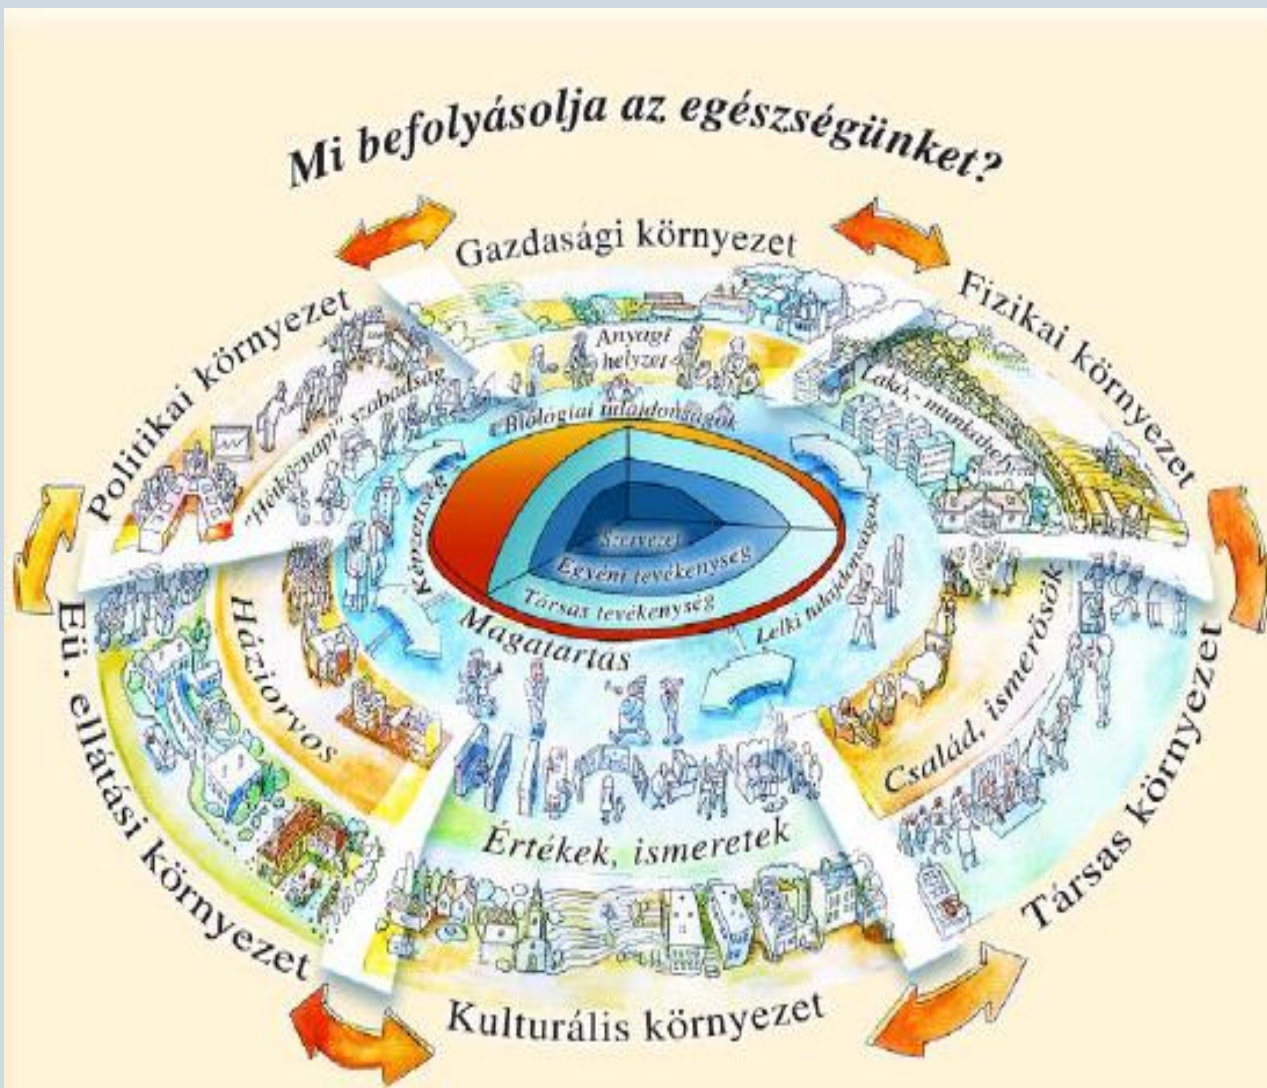 Mi befolyásolja az egészségünket?
Gazdasági környezet
Fizikai környezet
Politikai környezet
Anyagi
helyzet
Lakó,- munkahely
"Hétköznapi" szabadság
Biológiai tulajdonságok
Körzettség
Szervezet
Egyéni tevékenység
Társas tevékenység
Lelki tulajdonságok
Magatartás
Háziorvos
Család, ismerősök
Eü. ellátási környezet
Társas környezet
Értékek, ismeretek
Kulturális környezet